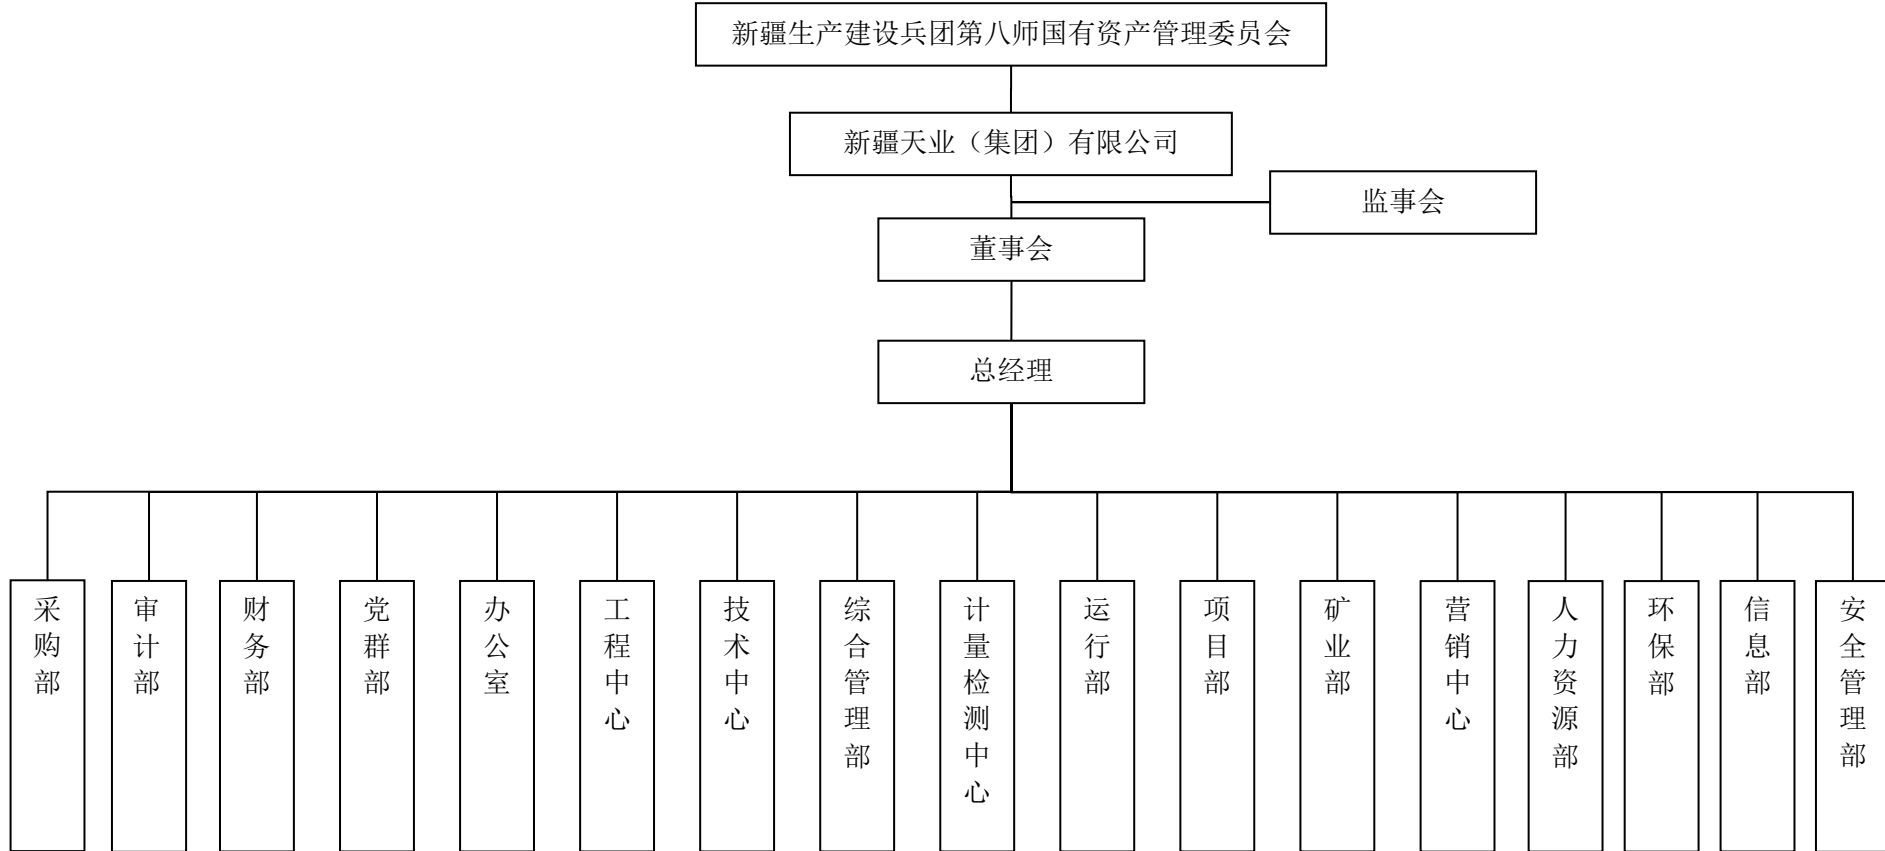 新疆生产建设兵团第八师国有资产管理委员会
新疆天业（集团）有限公司
监事会
董事会
总经理
采购部
审计部
财务部
党群部
办公室
工程中心
技术中心
综合管理部
计量检测中心
运行部
项目部
矿业部
营销中心
人力资源部
环保部
信息部
安全管理部